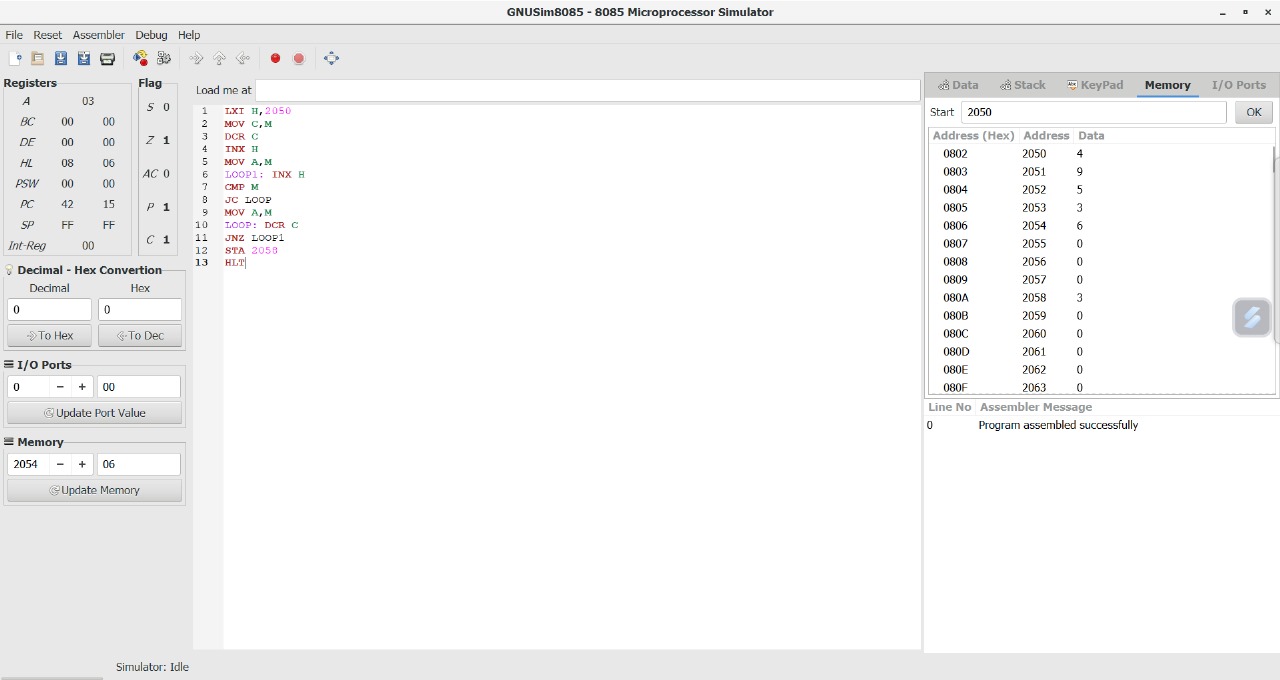 GNUSim8085 - 8085 Microprocessor Simulator
File Reset Assembler Debug Help
Registers
A 03
BC 00 00
DE 00 00
HL 08 06
PSW 00 00
PC 42 15
SP FF FF
Int-Reg 00
Flag
S 0
Z 1
AC 0
P 1
C 1
Decimal - Hex Convertion
Decimal Hex
0 0
To Hex To Dec
I/O Ports
0 − + 00
Update Port Value
Memory
2054 − + 06
Update Memory
Load me at
1 LXI H,2050
2 MOV C,M
3 DCR C
4 INX H
5 MOV A,M
6 LOOP1: INX H
7 CMP M
8 JC LOOP
9 MOV A,M
10 LOOP: DCR C
11 JNZ LOOP1
12 STA 2058
13 HLT
Data Stack KeyPad Memory I/O Ports
Start 2050 OK
Address (Hex) Address Data
0802 2050 4
0803 2051 9
0804 2052 5
0805 2053 3
0806 2054 6
0807 2055 0
0808 2056 0
0809 2057 0
080A 2058 3
080B 2059 0
080C 2060 0
080D 2061 0
080E 2062 0
080F 2063 0
Line No Assembler Message
0 Program assembled successfully
Simulator: Idle